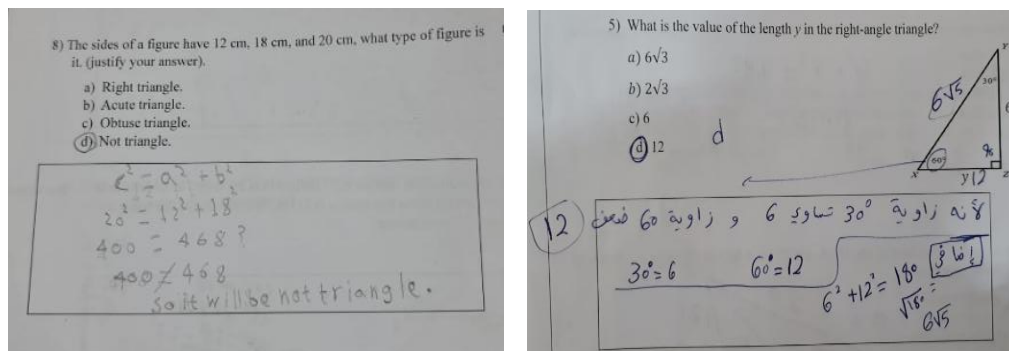 8) The sides of a figure have 12 cm, 18 cm, and 20 cm, what type of figure is
it. (justify your answer).
a) Right triangle.
b) Acute triangle.
c) Obtuse triangle.
d) Not triangle.
c² = a² + b²
20² = 12² + 18²
400 = 468 ?
400 ≠ 468
So it will be not triangle.
5) What is the value of the length y in the right-angle triangle?
a) 6√3
b) 2√3
c) 6
d) 12
d
Y
30°
6√5
6
60°
90
X
y 12
Z
لأنه زاوية 30° تساوي 6 و زاوية 60 ضعف
12
30° = 6
60° = 12
إضافي
6² + 12² = 180
√180 =
6√5